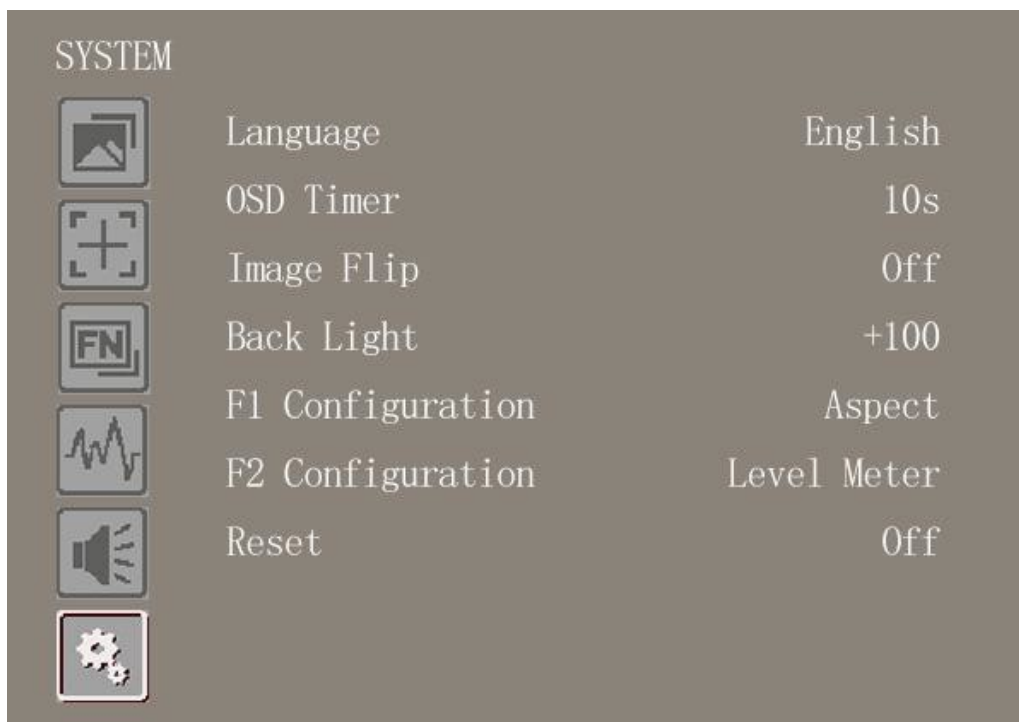 SYSTEM
Language English
OSD Timer 10s
Image Flip Off
FN
Back Light +100
F1 Configuration Aspect
F2 Configuration Level Meter
Reset Off